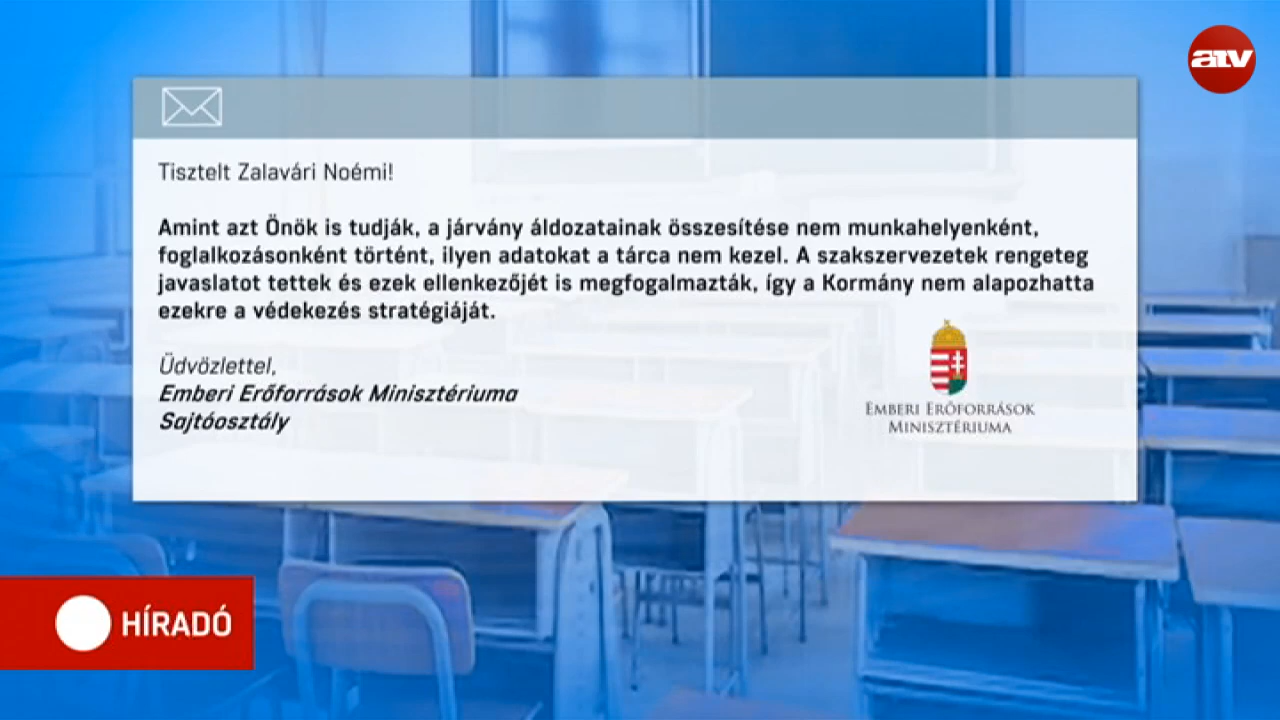 atv
Tisztelt Zalavári Noémi!
Amint azt Önök is tudják, a járvány áldozatainak összesítése nem munkahelyenként,
foglalkozásonként történt, ilyen adatokat a tárca nem kezel. A szakszervezetek rengeteg
javaslatot tettek és ezek ellenkezőjét is megfogalmazták, így a Kormány nem alapozhatta
ezekre a védekezés stratégiáját.
Üdvözlettel,
Emberi Erőforrások Minisztériuma
Sajtóosztály
EMBERI ERŐFORRÁSOK
MINISZTÉRIUMA
HÍRADÓ